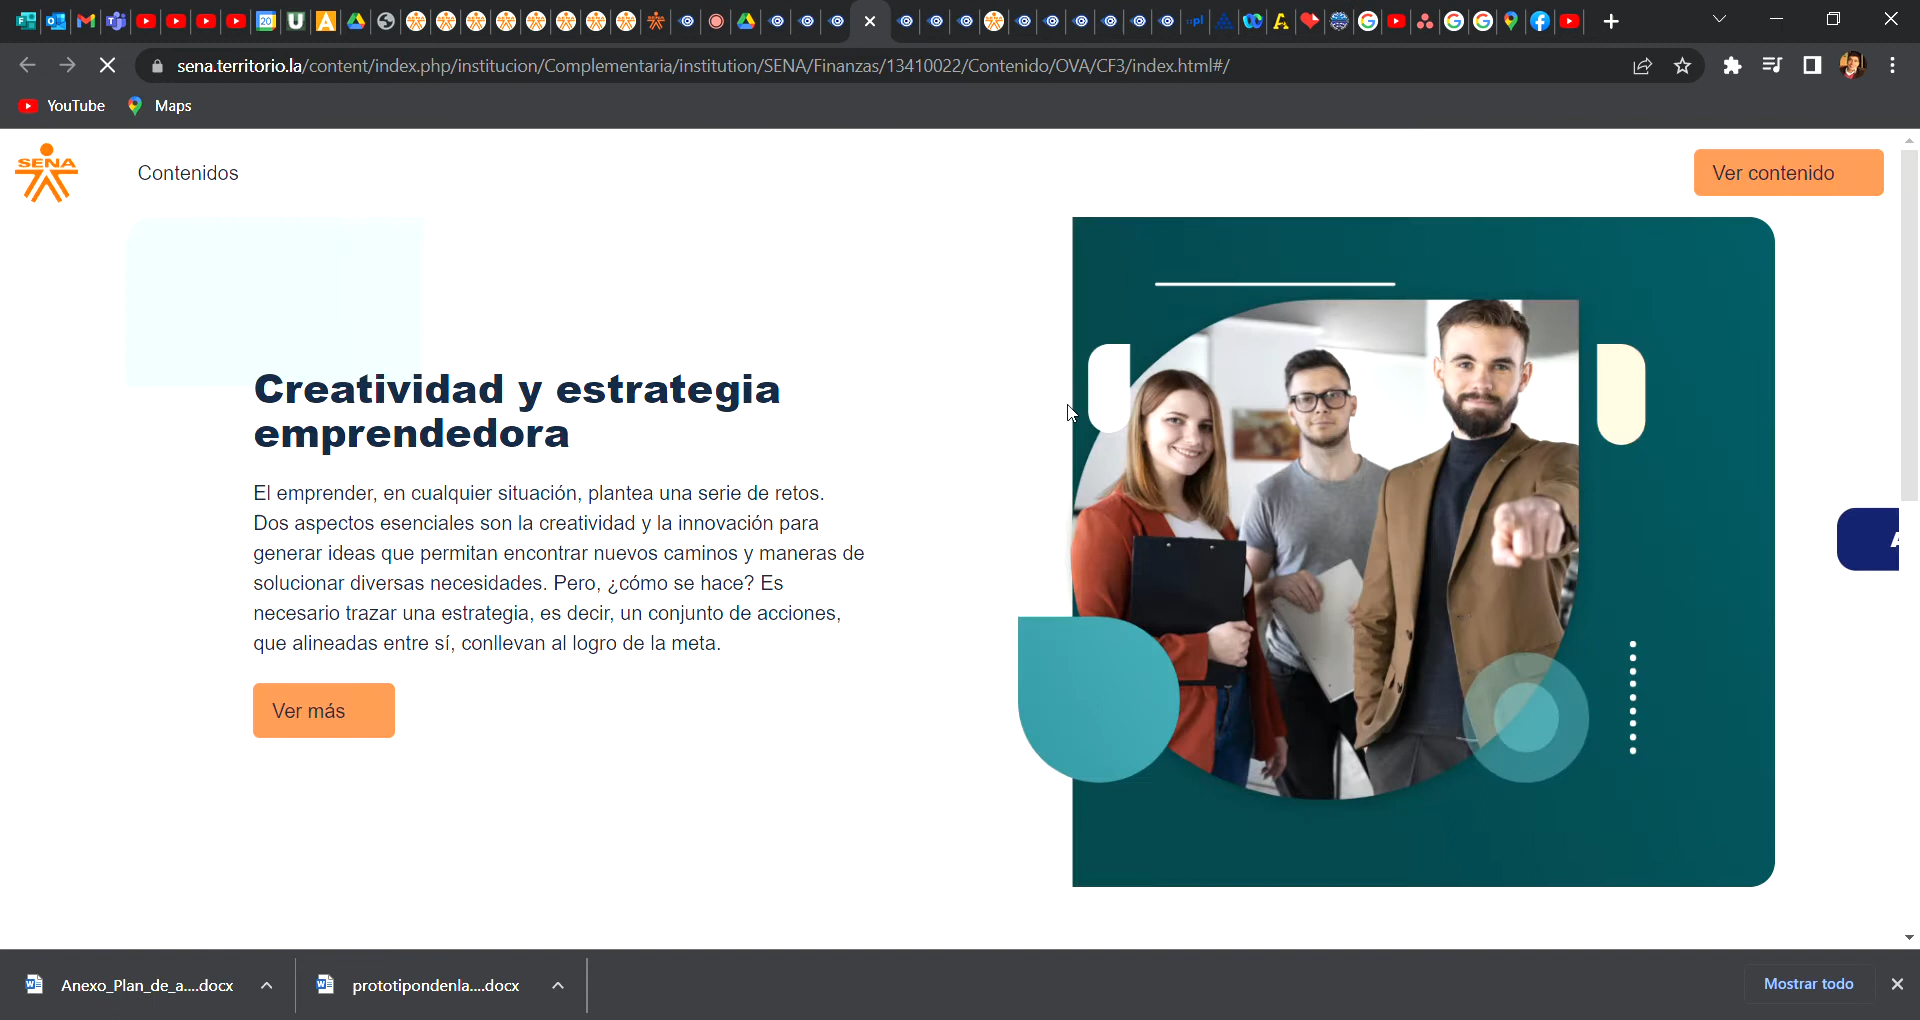 20
U
A
::pl
sena.territorio.la/content/index.php/institucion/Complementaria/institution/SENA/Finanzas/13410022/Contenido/OVA/CF3/index.html#/
YouTube
Maps
SENA
Contenidos
Ver contenido
Creatividad y estrategia
emprendedora
El emprender, en cualquier situación, plantea una serie de retos.
Dos aspectos esenciales son la creatividad y la innovación para
generar ideas que permitan encontrar nuevos caminos y maneras de
solucionar diversas necesidades. Pero, ¿cómo se hace? Es
necesario trazar una estrategia, es decir, un conjunto de acciones,
que alineadas entre sí, conllevan al logro de la meta.
Ver más
Anexo_Plan_de_a....docx
prototipondenla....docx
Mostrar todo